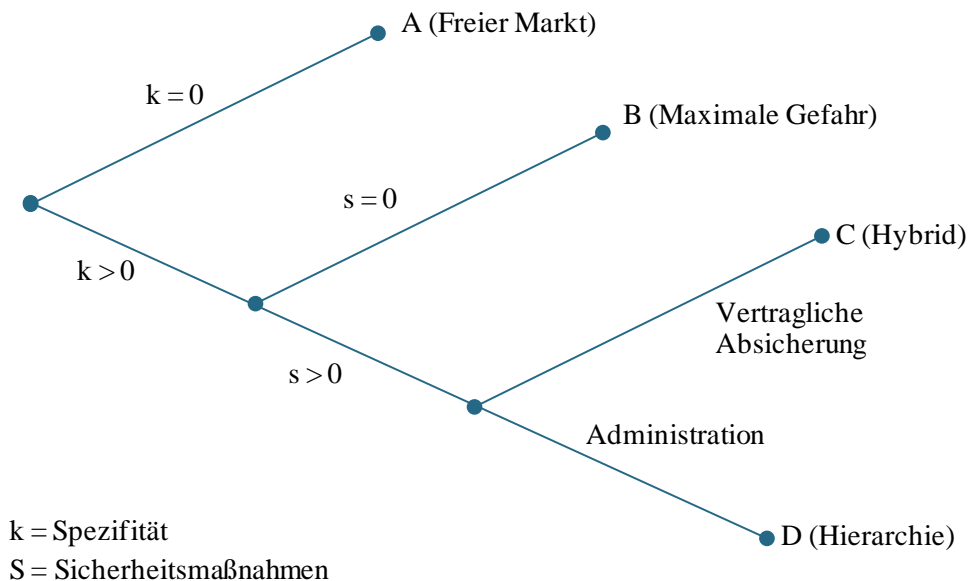 A (Freier Markt)
k = 0
B (Maximale Gefahr)
s = 0
C (Hybrid)
k > 0
Vertragliche
Absicherung
s > 0
Administration
k = Spezifität
D (Hierarchie)
S = Sicherheitsmaßnahmen